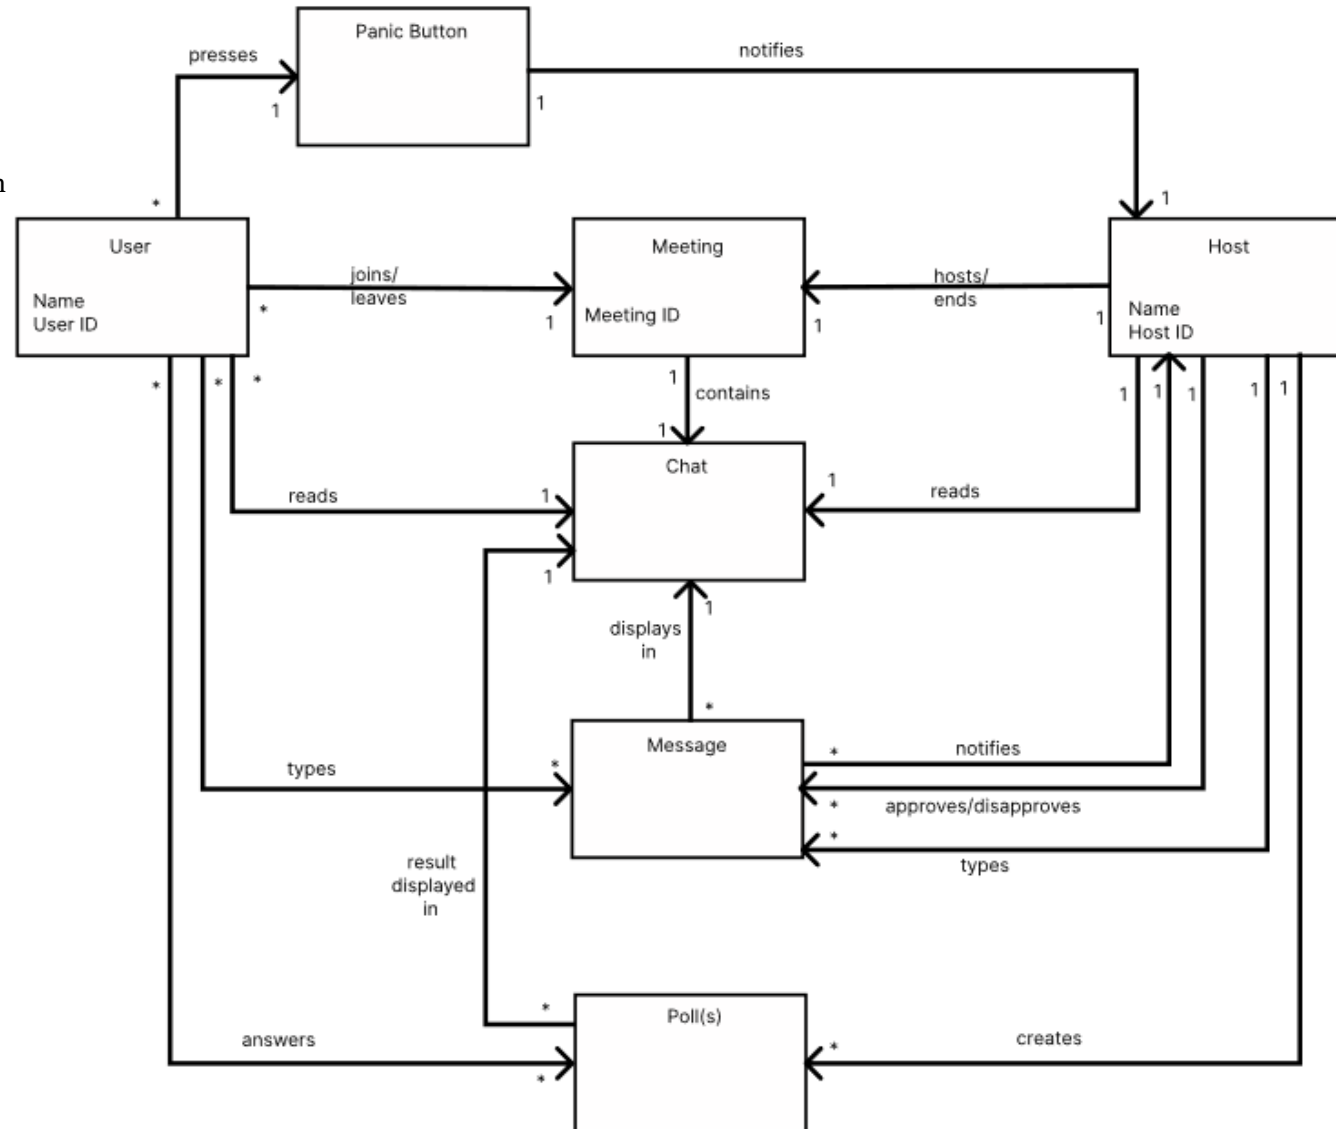 Panic Button
presses
notifies
1
1
n
*
1
User
Meeting
Host
joins/
leaves
hosts/
ends
Name
User ID
*
1
Meeting ID
1
1
Name
Host ID
*
*
*
1
contains
1
1
1
1
1
1
Chat
reads
1
1
reads
1
1
displays
in
*
Message
types
*
*
notifies
*
approves/disapproves
*
types
result
displayed
in
*
Poll(s)
answers
*
*
creates